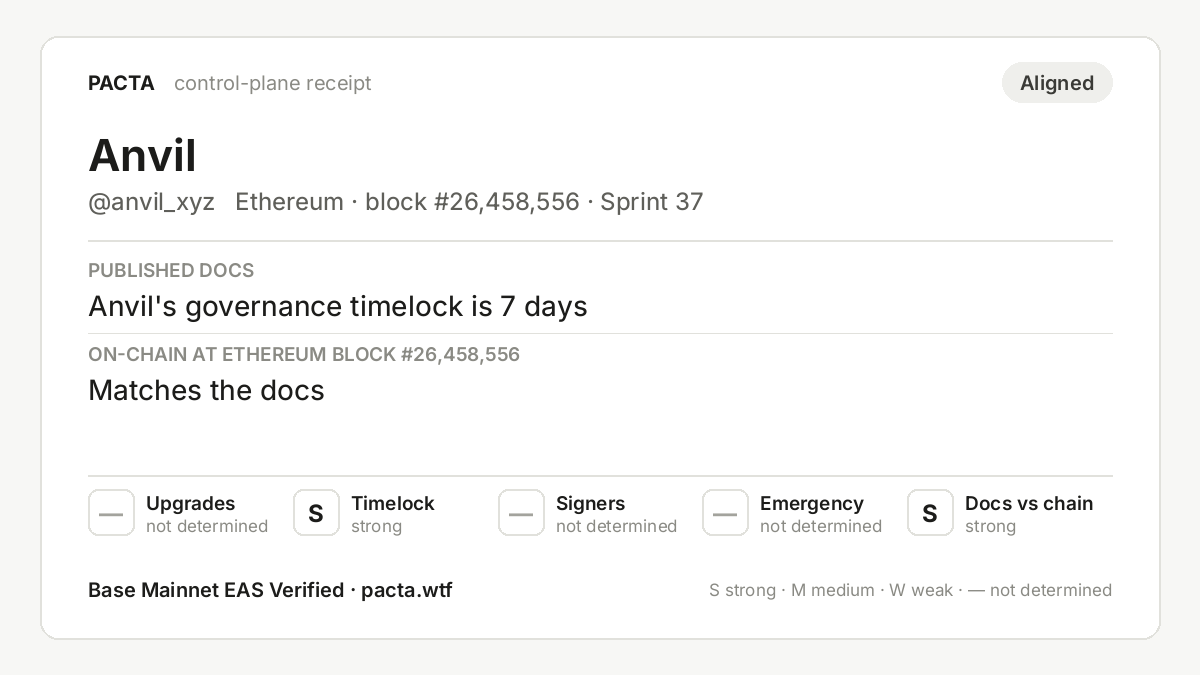 PACTA control-plane receipt Aligned
Anvil
@anvil_xyz Ethereum · block #26,458,556 · Sprint 37
PUBLISHED DOCS
Anvil's governance timelock is 7 days
ON-CHAIN AT ETHEREUM BLOCK #26,458,556
Matches the docs
— Upgrades not determined
S Timelock strong
— Signers not determined
— Emergency not determined
S Docs vs chain strong
Base Mainnet EAS Verified · pacta.wtf
S strong · M medium · W weak · — not determined